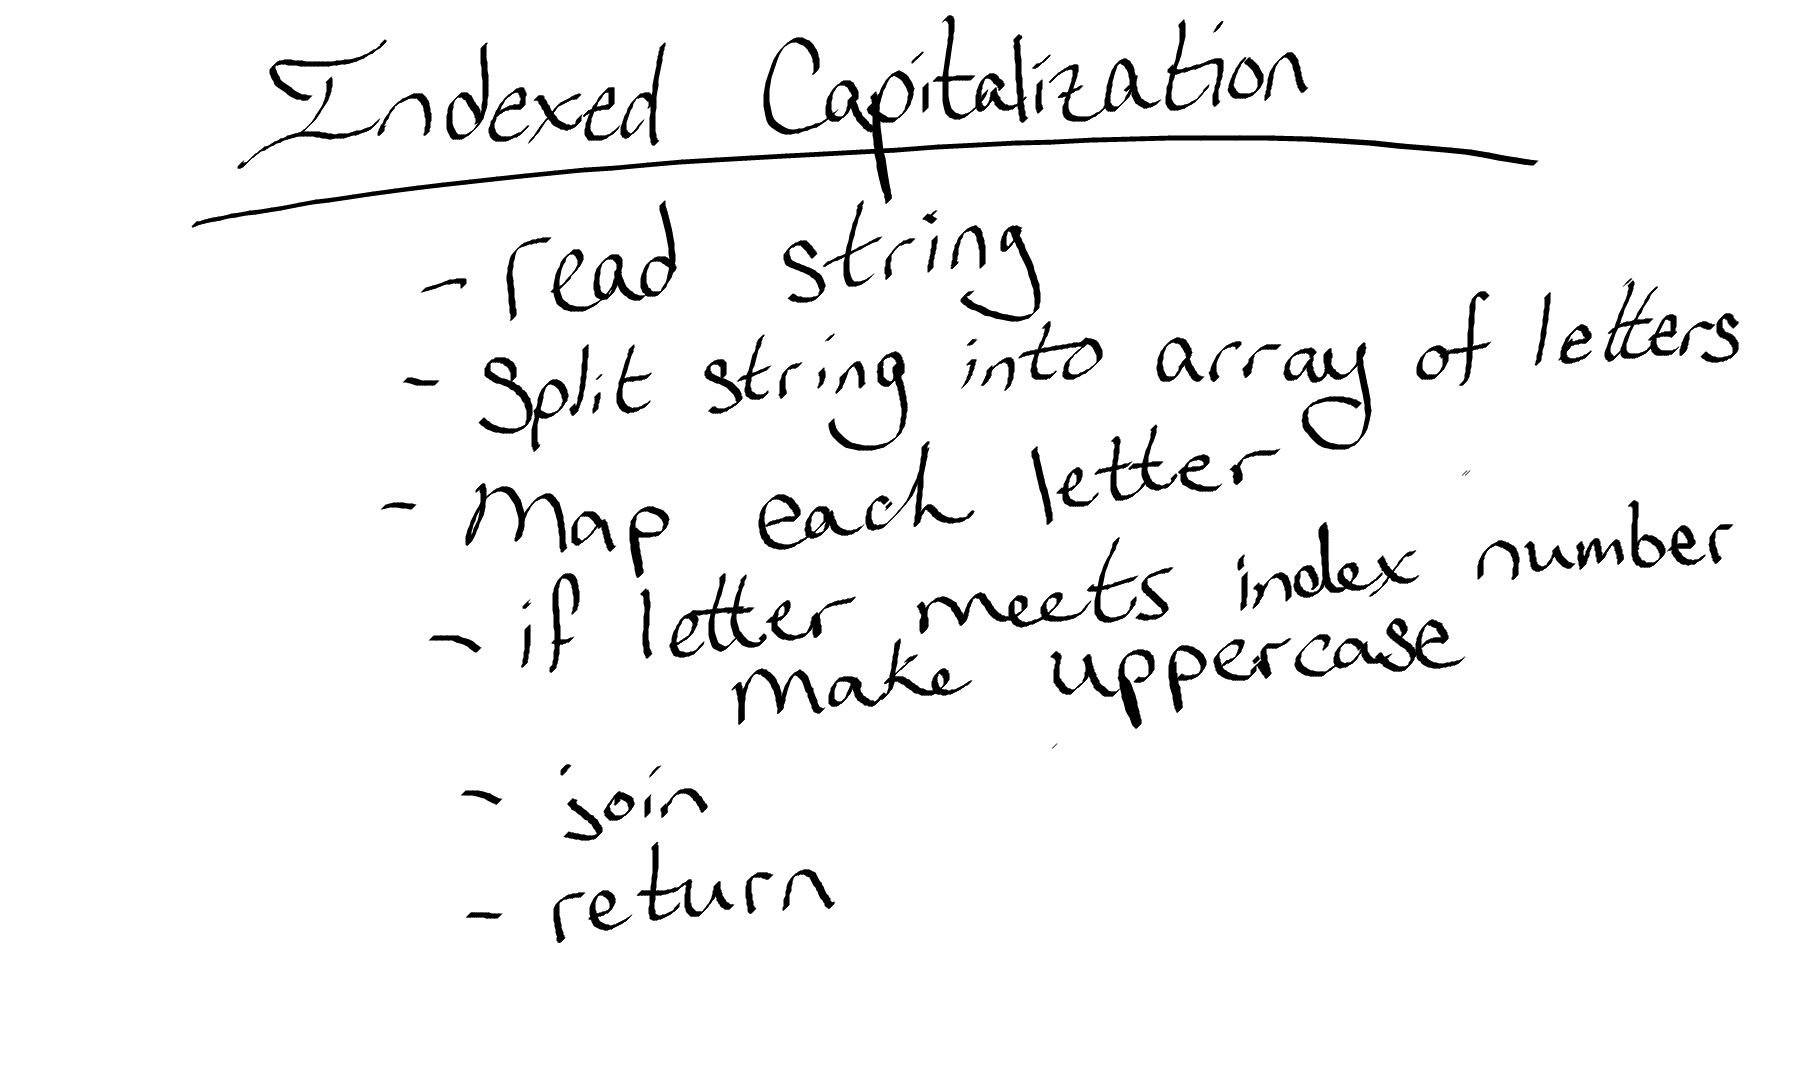 Indexed Capitalization
- read string
- Split string into array of letters
- Map each letter
- if letter meets index number
make uppercase
- join
- return